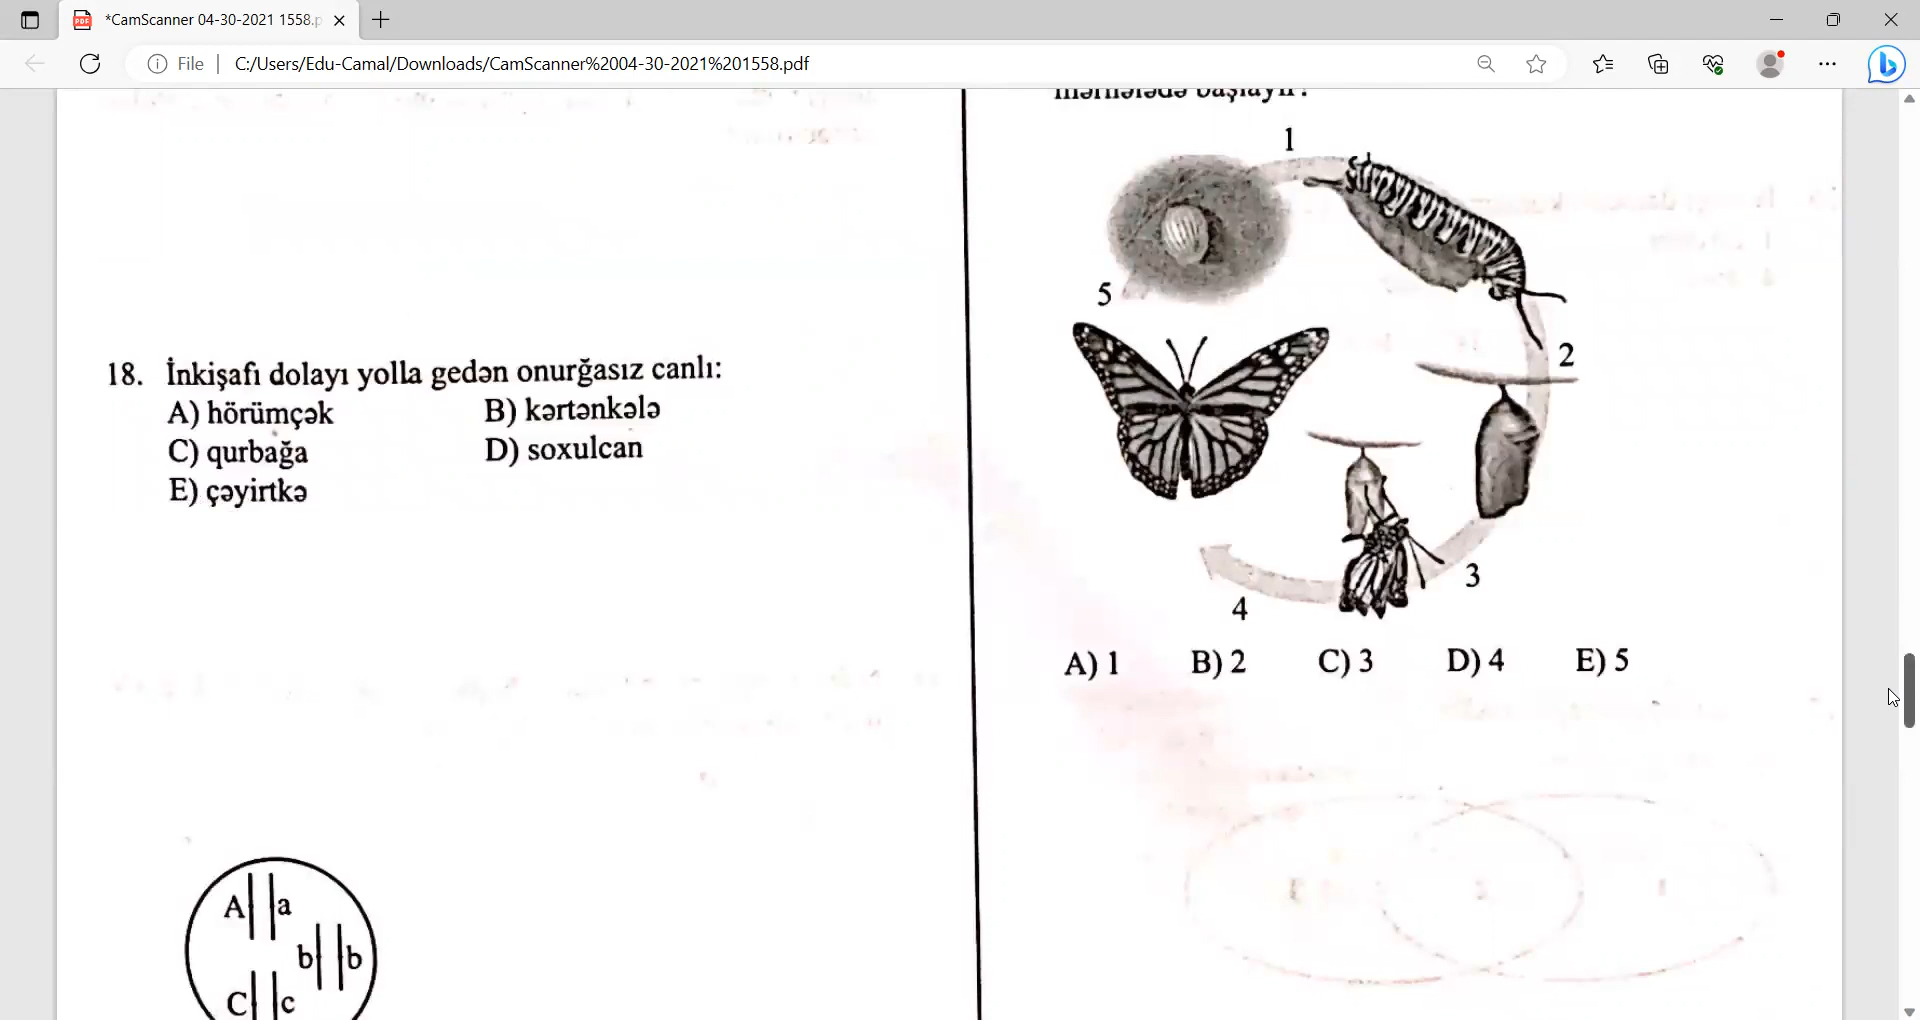 *CamScanner 04-30-2021 1558.p
File
C:/Users/Edu-Camal/Downloads/CamScanner%2004-30-2021%201558.pdf
18. İnkişafı dolayı yolla gedən onurğasız canlı:
A) hörümçək B) kərtənkələ
C) qurbağa D) soxulcan
E) çəyirtkə
A a
b b
C c
mərhələdə başlayır?
1
5
2
3
4
A) 1 B) 2 C) 3 D) 4 E) 5